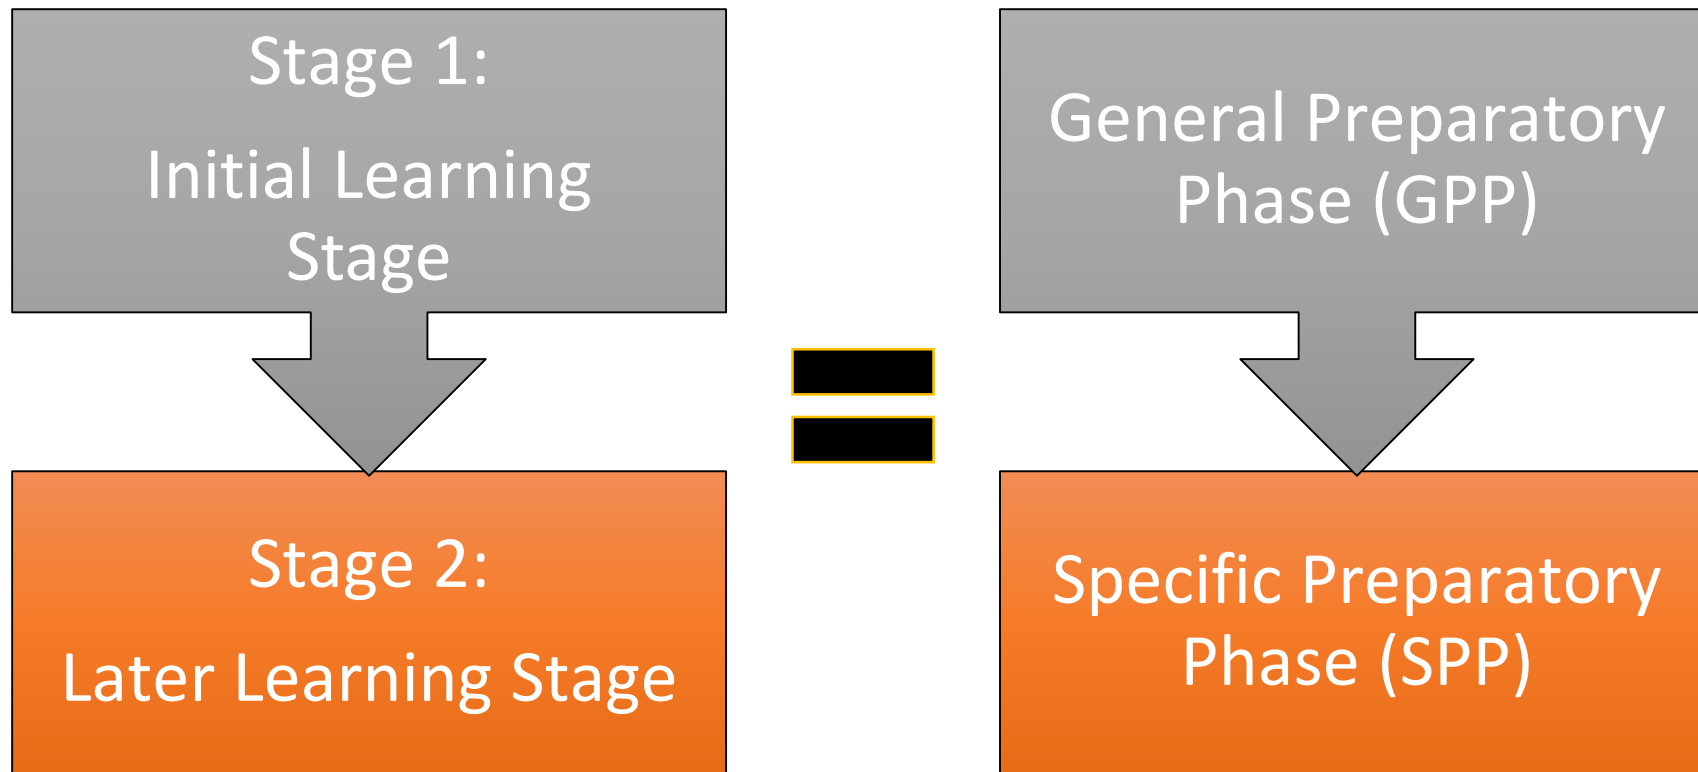 Stage 1:
Initial Learning
Stage
Stage 2:
Later Learning Stage
General Preparatory
Phase (GPP)
Specific Preparatory
Phase (SPP)